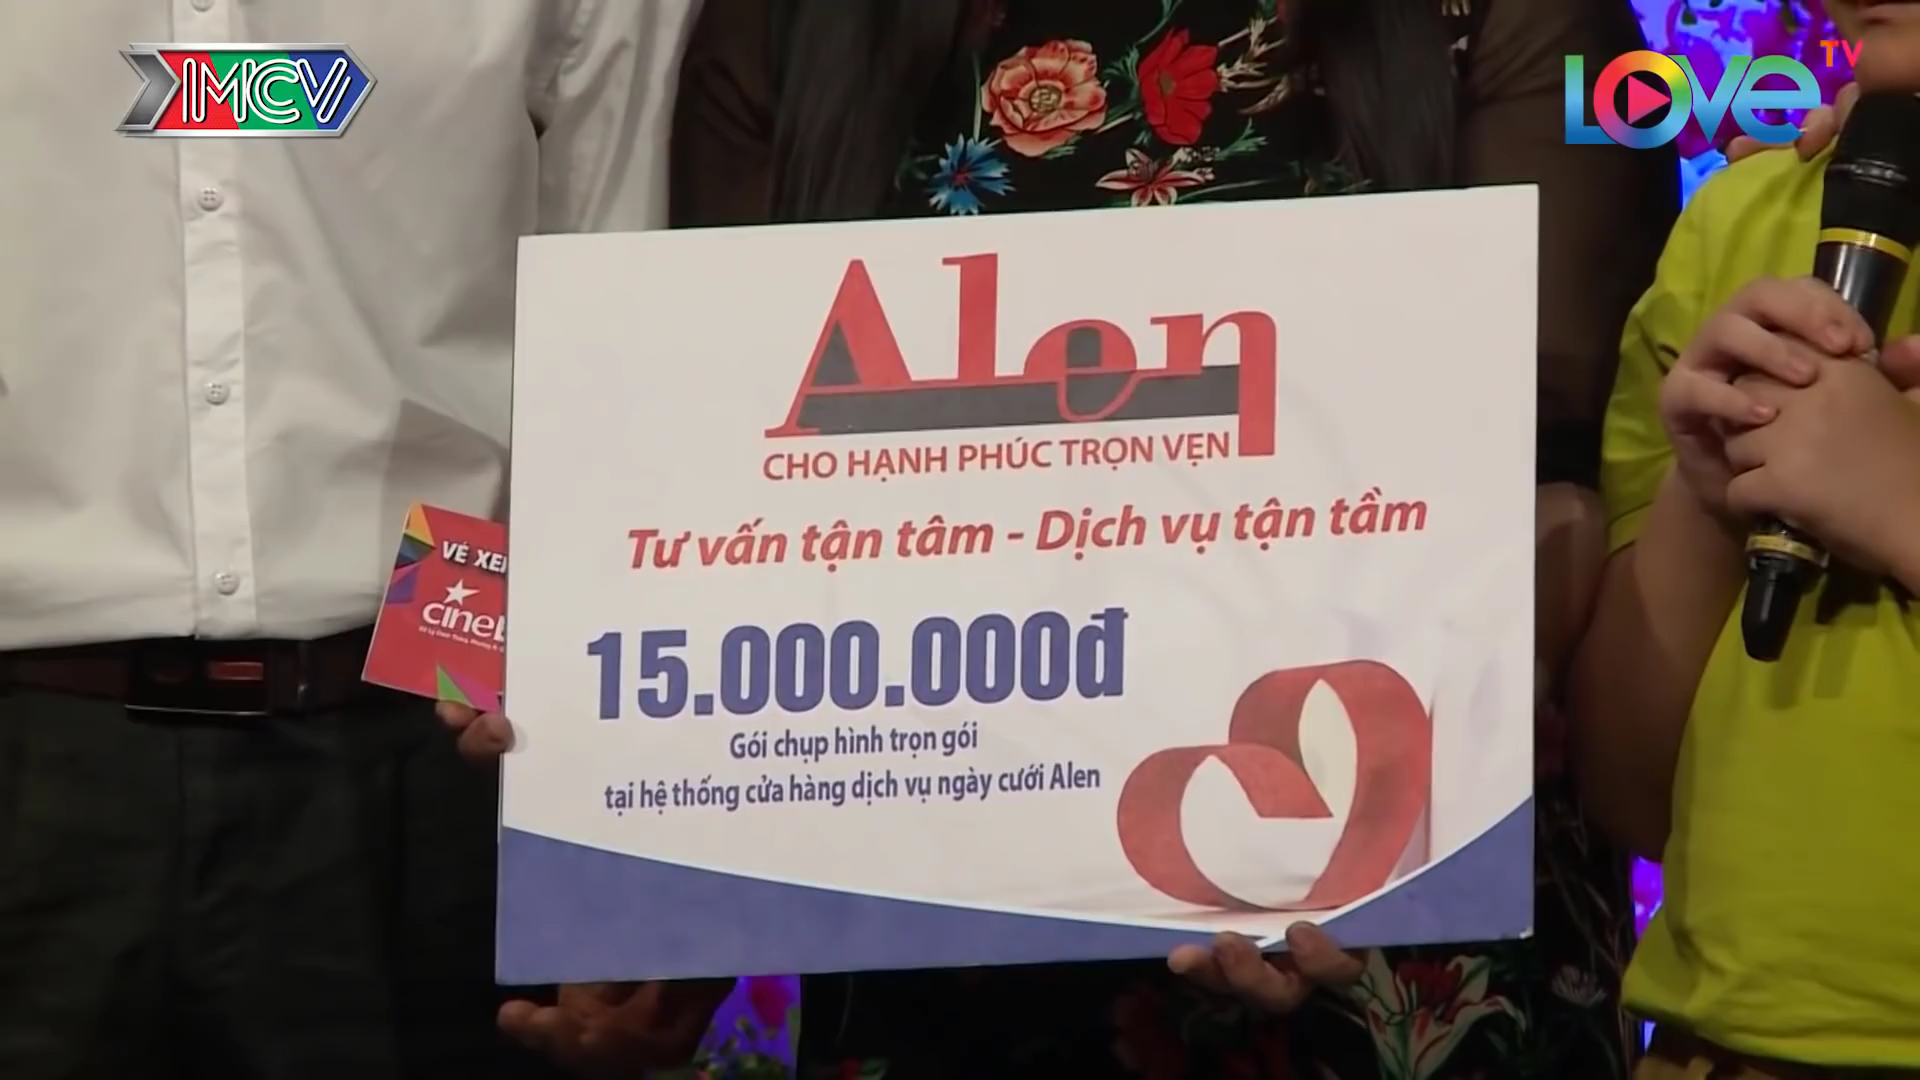 MCV
LOVE TV
Alen
CHO HẠNH PHÚC TRỌN VẸN
Tư vấn tận tâm - Dịch vụ tận tầm
VÉ XE
cine
15.000.000đ
Gói chụp hình trọn gói
tại hệ thống cửa hàng dịch vụ ngày cưới Alen